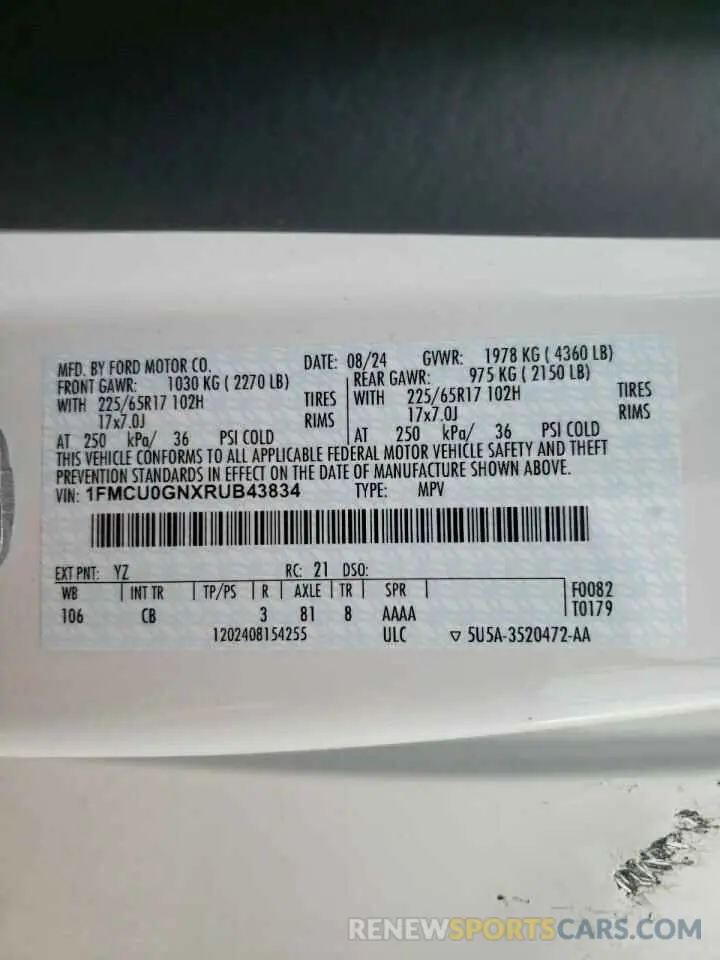 MFD. BY FORD MOTOR CO. DATE: 08/24 GVWR: 1978 KG ( 4360 LB)
FRONT GAWR: 1030 KG ( 2270 LB) REAR GAWR: 975 KG ( 2150 LB)
WITH 225/65R17 102H TIRES WITH 225/65R17 102H TIRES
17x7.0J RIMS 17x7.0J RIMS
AT 250 kPa/ 36 PSI COLD AT 250 kPa/ 36 PSI COLD
THIS VEHICLE CONFORMS TO ALL APPLICABLE FEDERAL MOTOR VEHICLE SAFETY AND THEFT
PREVENTION STANDARDS IN EFFECT ON THE DATE OF MANUFACTURE SHOWN ABOVE.
VIN: 1FMCU0GNXRUB43834 TYPE: MPV
EXT PNT: YZ RC: 21 DSO:
WB INT TR TP/PS R AXLE TR SPR F0082
106 CB 3 81 8 AAAA T0179
1202408154255 ULC ▽ 5U5A-3520472-AA
RENEWSPORTSCARS.COM